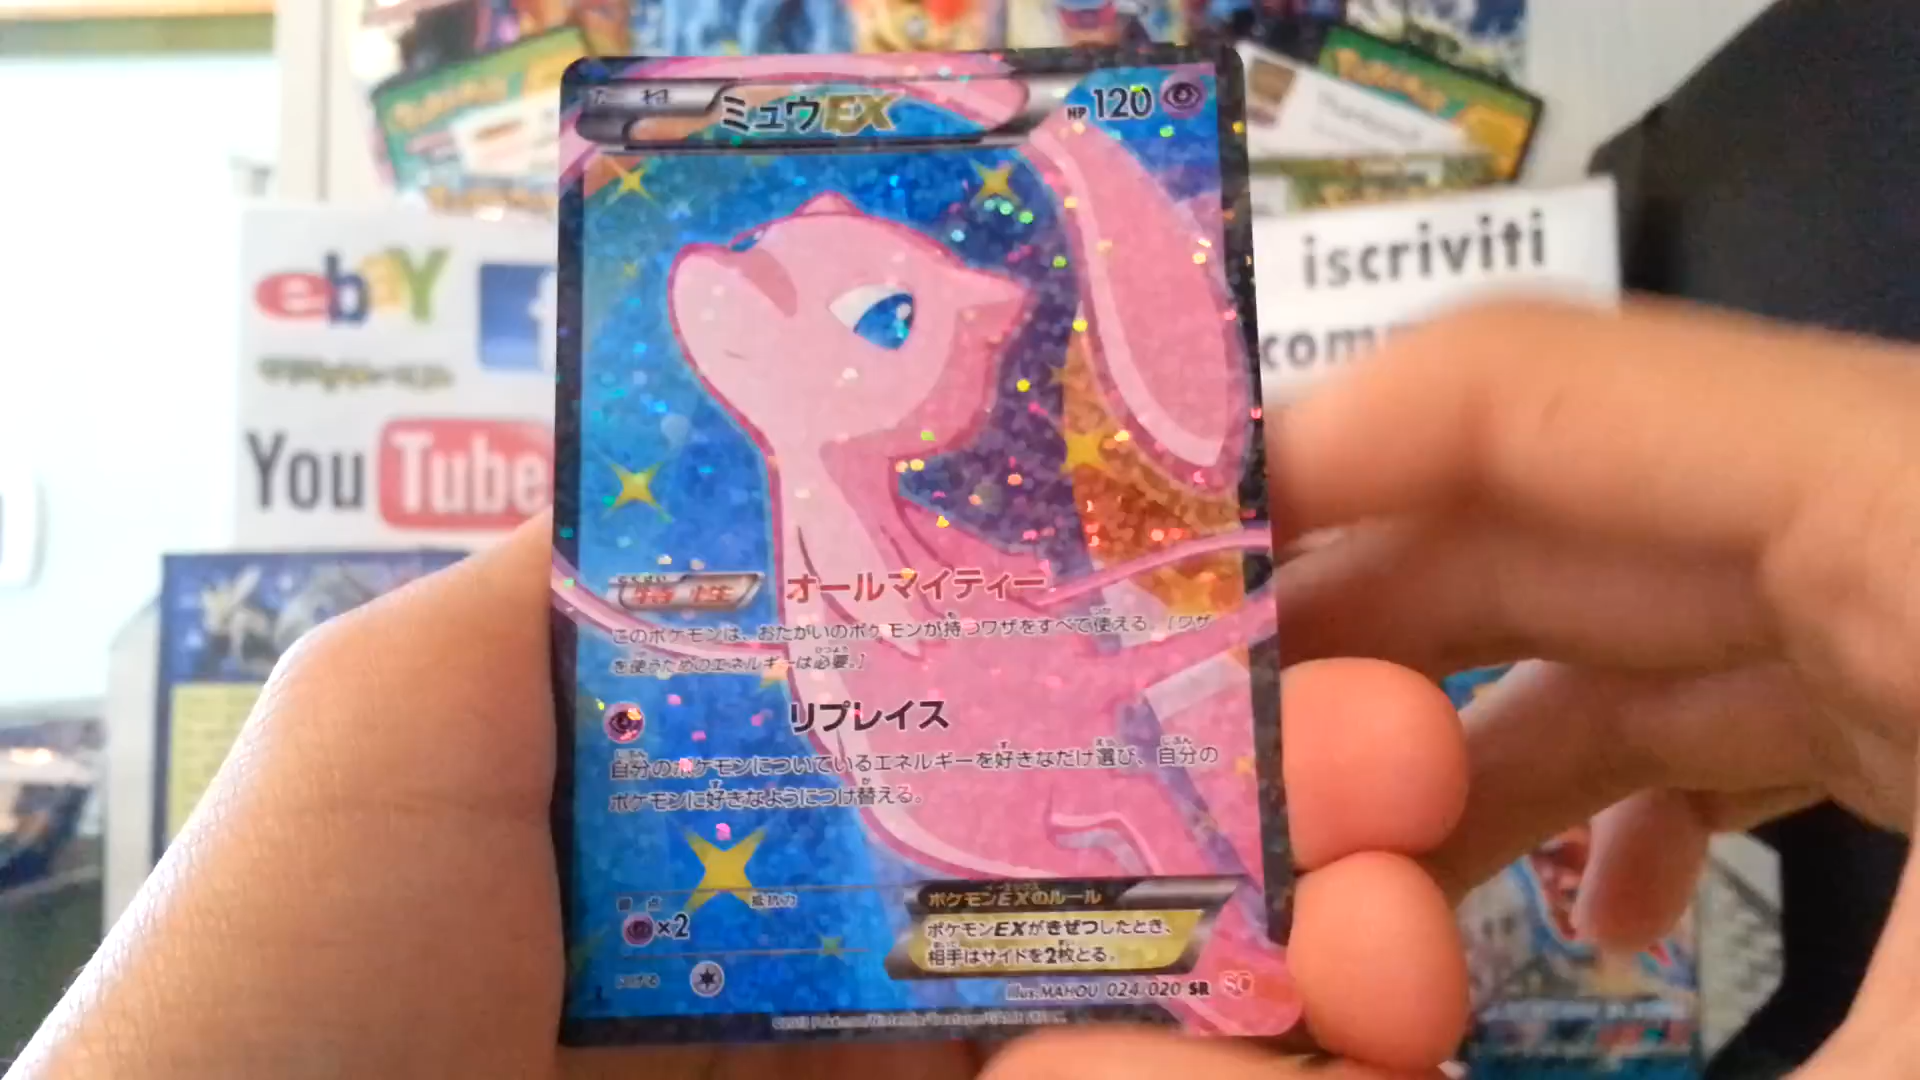 たね
ミュウEX
HP120
iscriviti
ebaY
YouTube
特性
オールマイティー
このポケモンは、おたがいのポケモンが持つワザをすべて使える。[ワザ
を使うためのエネルギーは必要。]
リプレイス
自分のポケモンについているエネルギーを好きなだけ選び、自分の
ポケモンに好きなようにつけ替える。
弱点
抵抗力
×2
ポケモンEXのルール
ポケモンEXがきぜつしたとき、
相手はサイドを2枚とる。
にげる
illus. MAHOU 024/020 SR